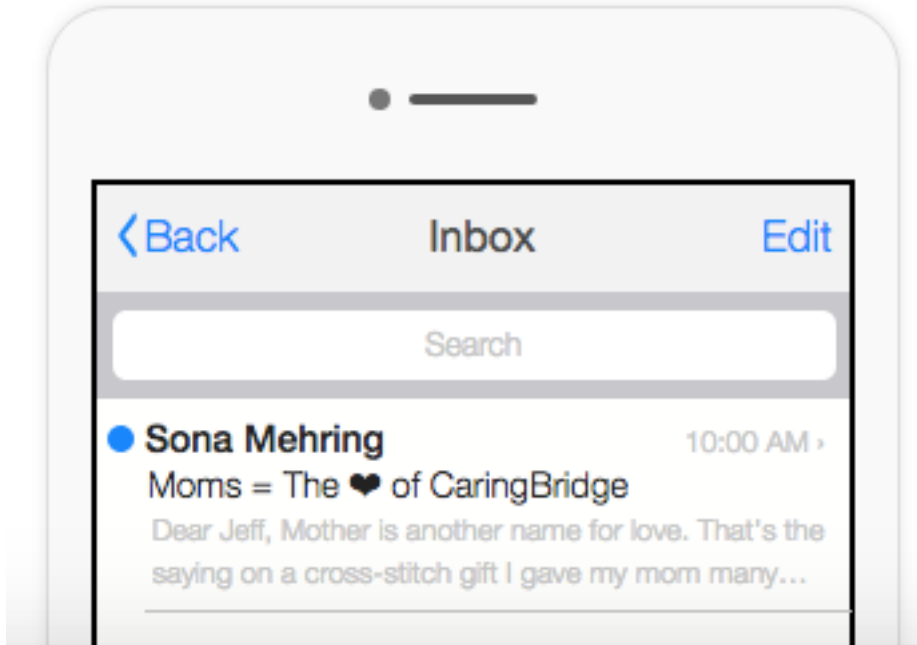 Back Inbox Edit
Search
Sona Mehring 10:00 AM ›
Moms = The ❤ of CaringBridge
Dear Jeff, Mother is another name for love. That's the
saying on a cross-stitch gift I gave my mom many...